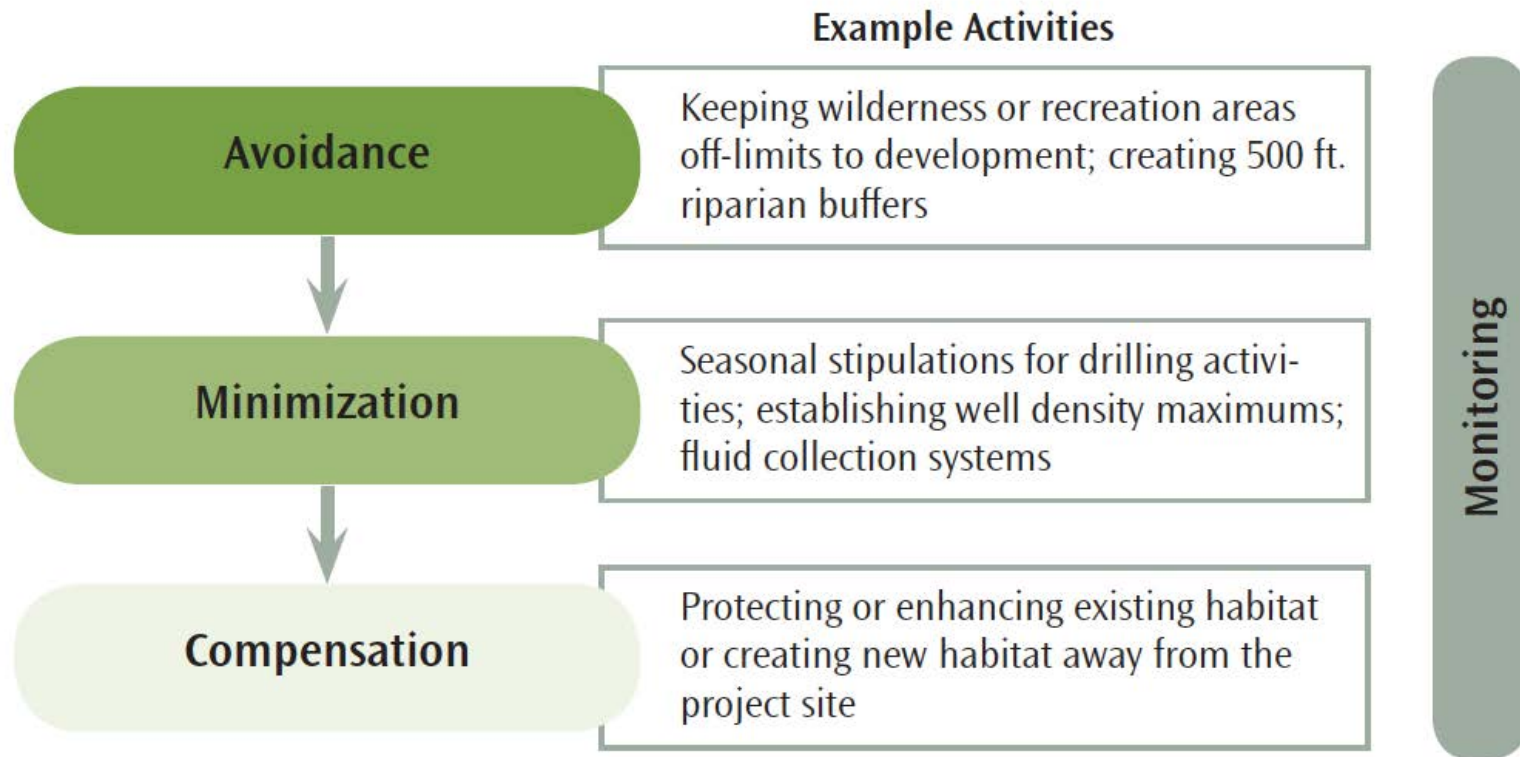 Example Activities
Avoidance
Keeping wilderness or recreation areas
off-limits to development; creating 500 ft.
riparian buffers
Minimization
Seasonal stipulations for drilling activi-
ties; establishing well density maximums;
fluid collection systems
Compensation
Protecting or enhancing existing habitat
or creating new habitat away from the
project site
Monitoring